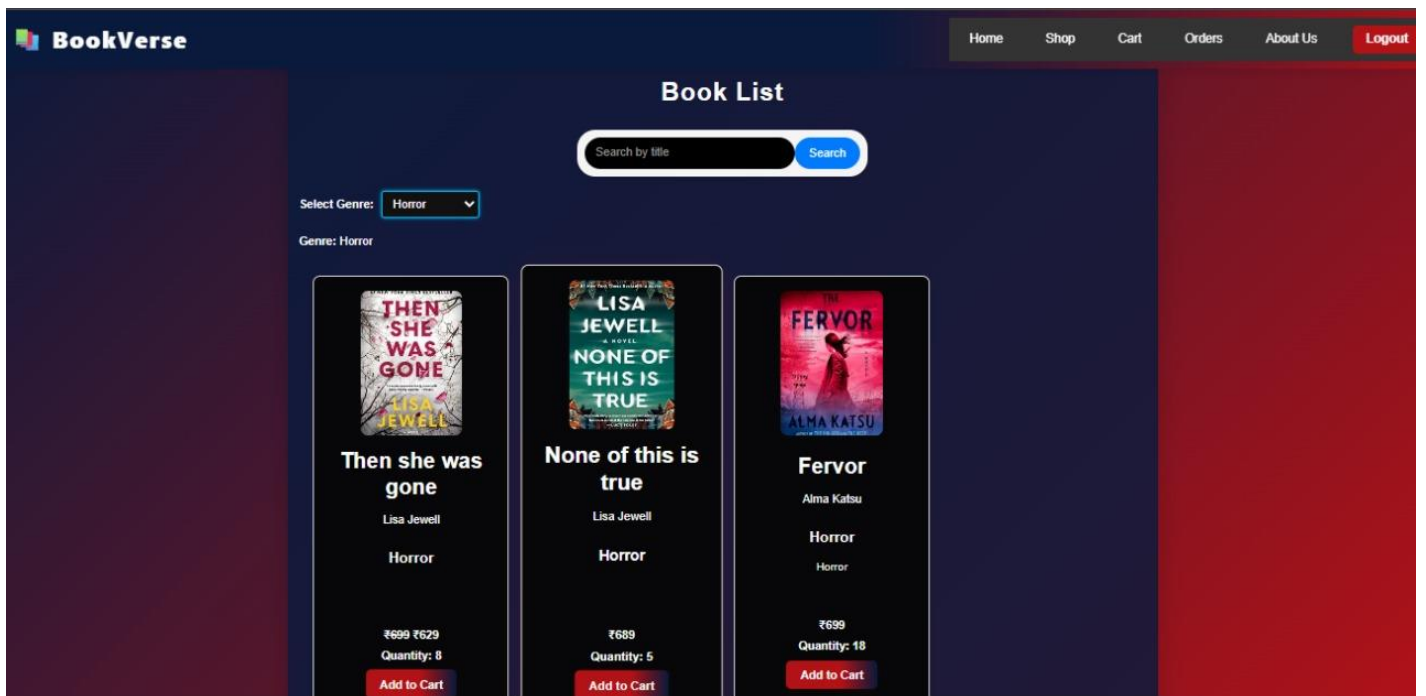 BookVerse
Home Shop Cart Orders About Us Logout
Book List
Search by title Search
Select Genre: Horror
Genre: Horror
THEN
SHE
WAS
GONE
LISA
JEWELL
Then she was
gone
Lisa Jewell
Horror
₹699 ₹629
Quantity: 8
Add to Cart
LISA
JEWELL
A NOVEL
NONE OF
THIS IS
TRUE
None of this is
true
Lisa Jewell
Horror
₹689
Quantity: 5
Add to Cart
THE
FERVOR
ALMA KATSU
Fervor
Alma Katsu
Horror
Horror
₹699
Quantity: 18
Add to Cart